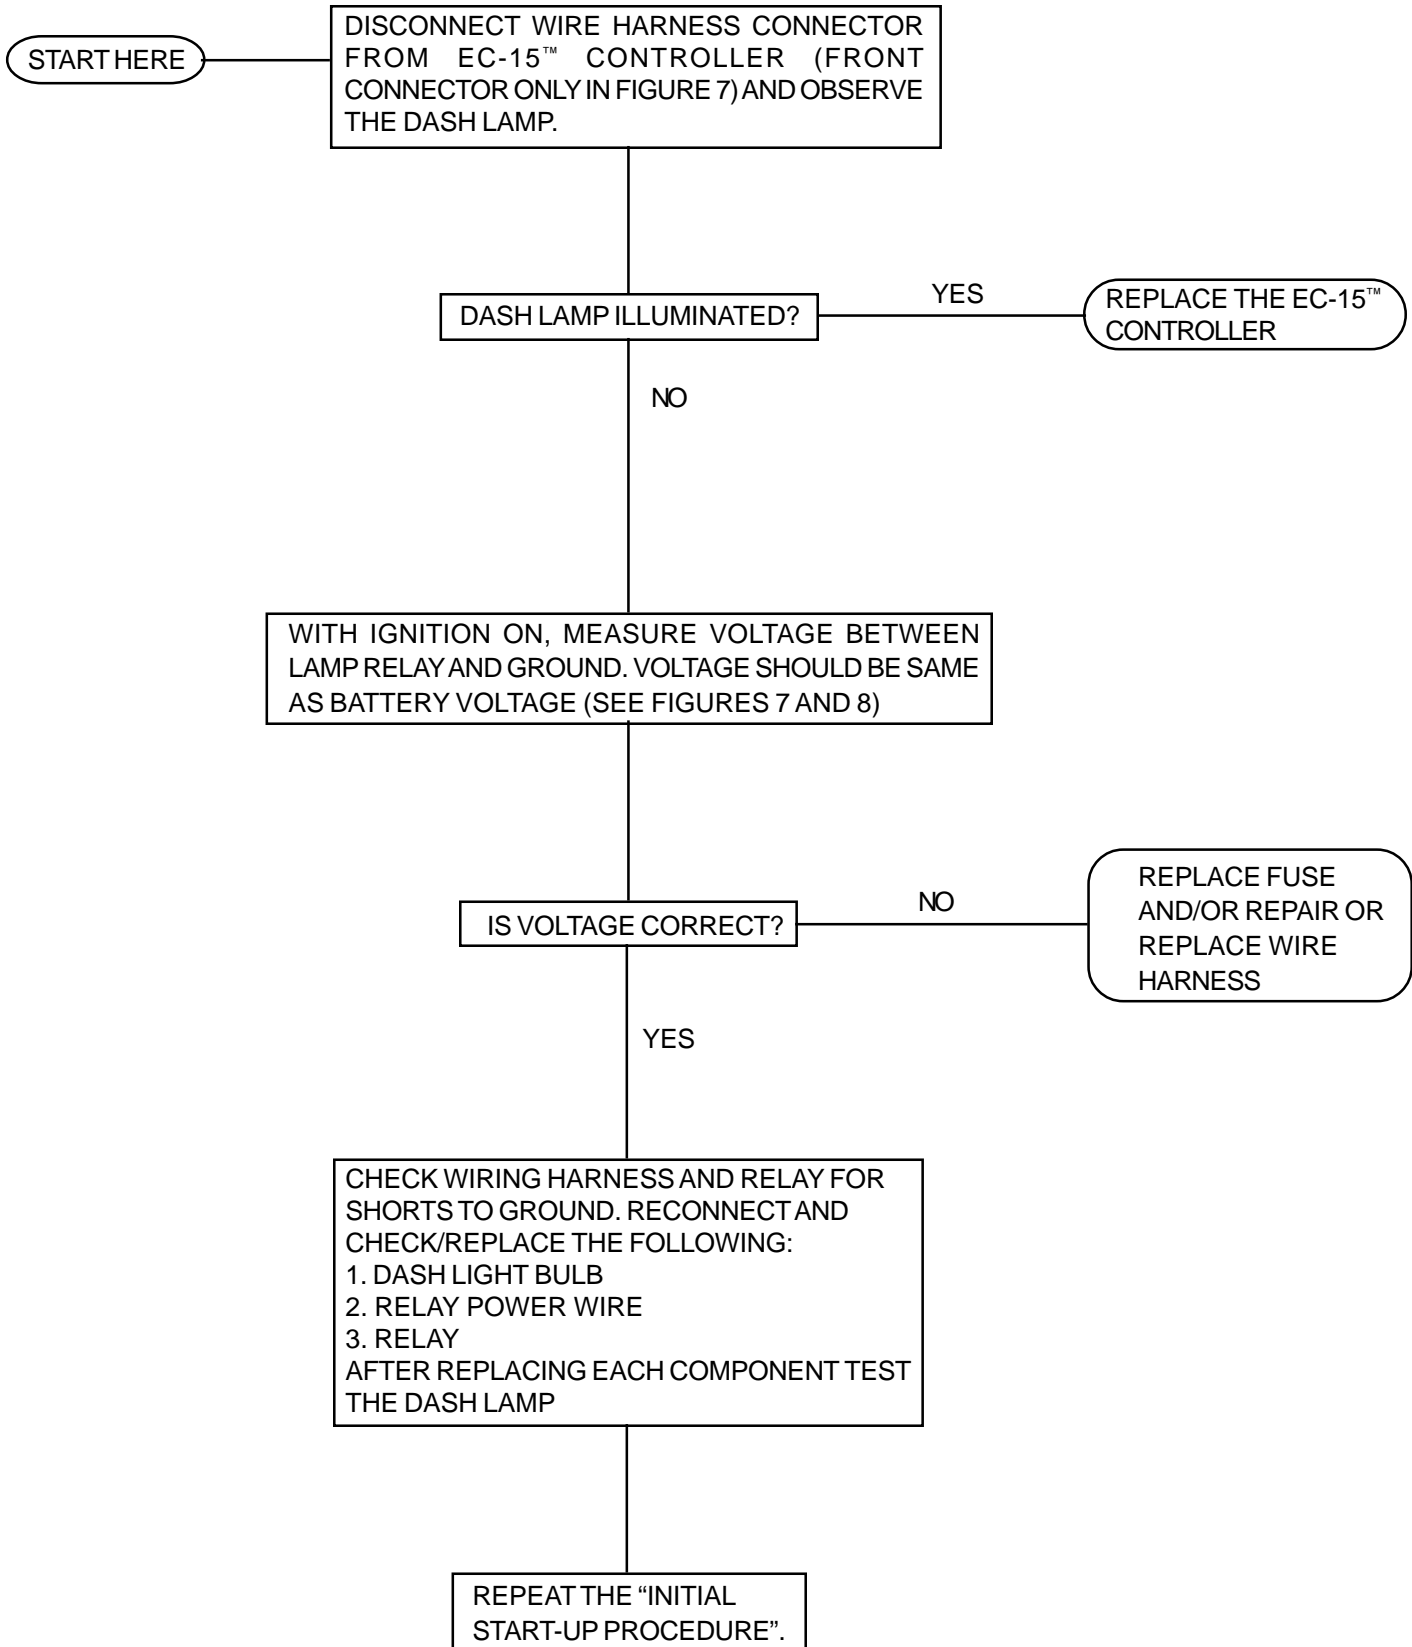 START HERE
DISCONNECT WIRE HARNESS CONNECTOR
FROM EC-15™ CONTROLLER (FRONT
CONNECTOR ONLY IN FIGURE 7) AND OBSERVE
THE DASH LAMP.
DASH LAMP ILLUMINATED?
YES
REPLACE THE EC-15™
CONTROLLER
NO
WITH IGNITION ON, MEASURE VOLTAGE BETWEEN
LAMP RELAY AND GROUND. VOLTAGE SHOULD BE SAME
AS BATTERY VOLTAGE (SEE FIGURES 7 AND 8)
IS VOLTAGE CORRECT?
NO
REPLACE FUSE
AND/OR REPAIR OR
REPLACE WIRE
HARNESS
YES
CHECK WIRING HARNESS AND RELAY FOR
SHORTS TO GROUND. RECONNECT AND
CHECK/REPLACE THE FOLLOWING:
1. DASH LIGHT BULB
2. RELAY POWER WIRE
3. RELAY
AFTER REPLACING EACH COMPONENT TEST
THE DASH LAMP
REPEAT THE “INITIAL
START-UP PROCEDURE”.